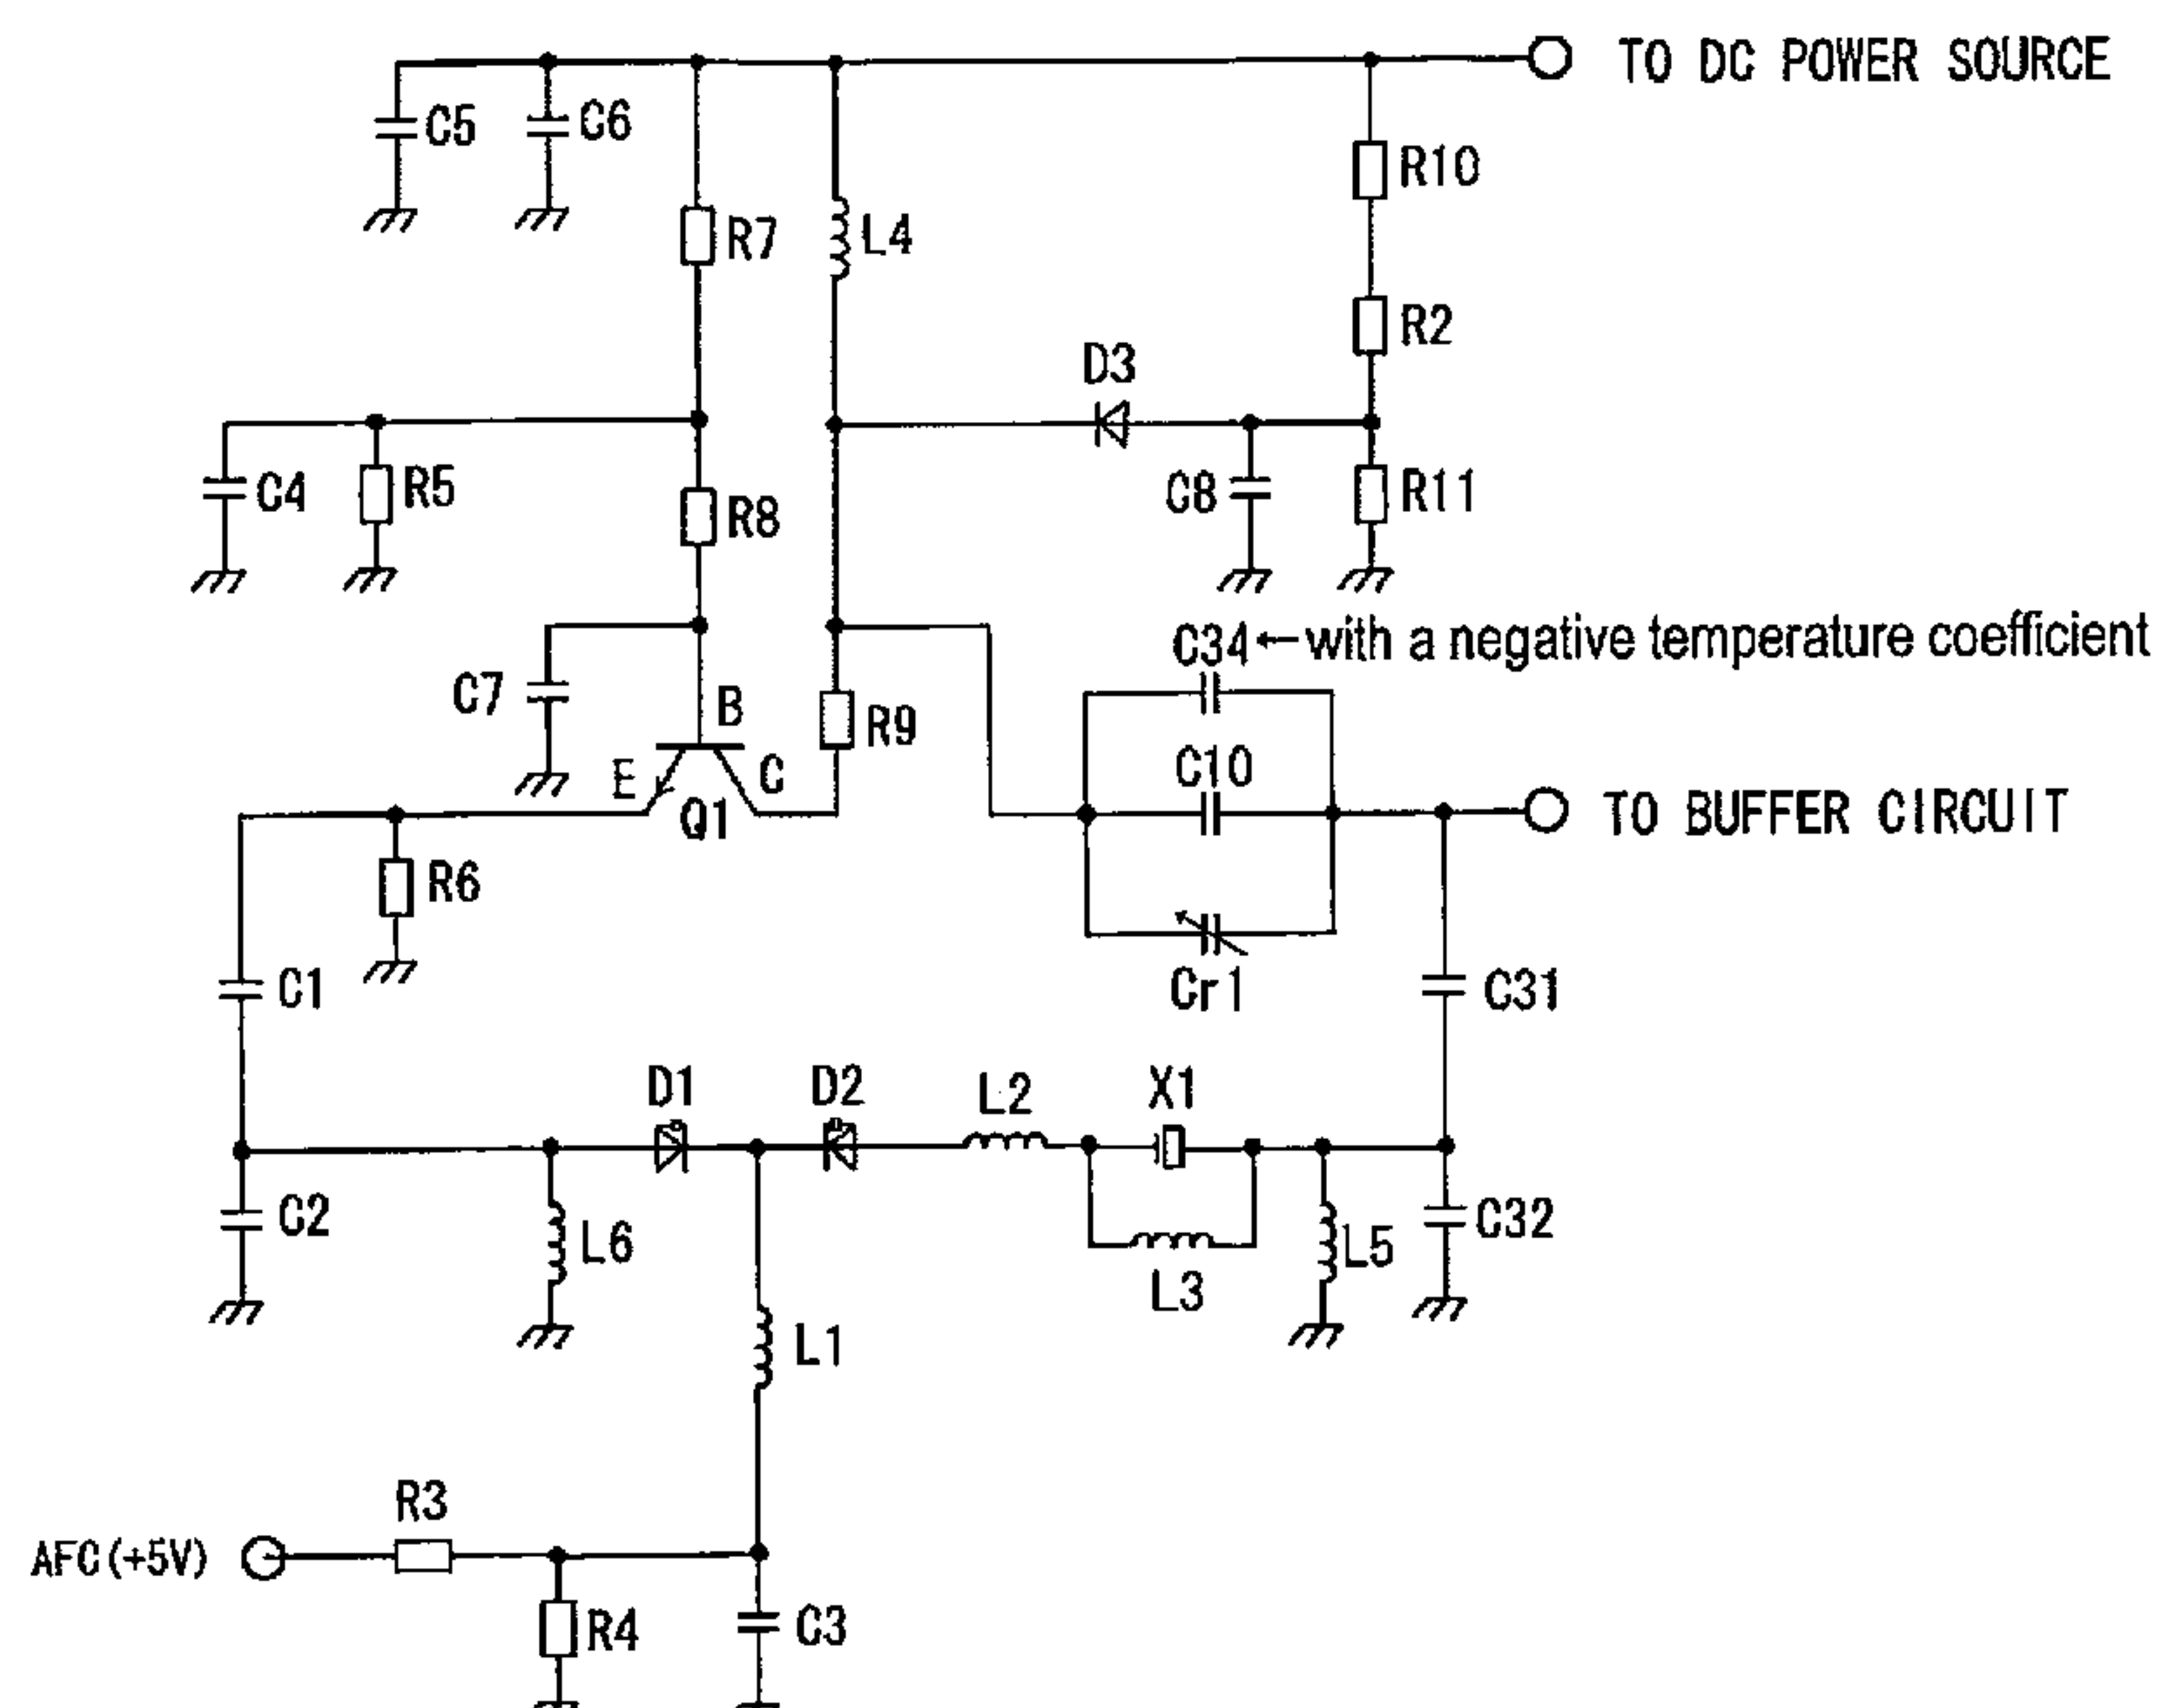 TO DC POWER SOURCE
C5
C6
R10
R7
L4
R2
D3
C4
R5
R8
C8
R11
C34←with a negative temperature coefficient
C7
B
R9
E
C
C10
Q1
TO BUFFER CIRCUIT
R6
C1
Cr1
C31
D1
D2
L2
X1
C2
L6
L3
L5
C32
L1
R3
AFC(+5V)
R4
C3